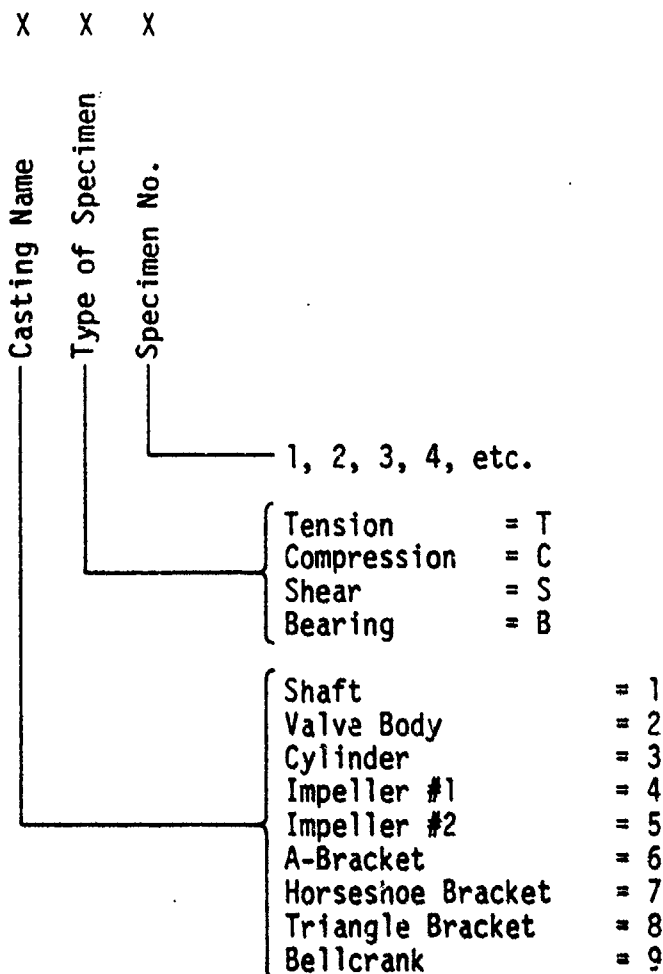 X X X
Casting Name
Type of Specimen
Specimen No.
1, 2, 3, 4, etc.
Tension = T
Compression = C
Shear = S
Bearing = B
Shaft = 1
Valve Body = 2
Cylinder = 3
Impeller #1 = 4
Impeller #2 = 5
A-Bracket = 6
Horseshoe Bracket = 7
Triangle Bracket = 8
Bellcrank = 9